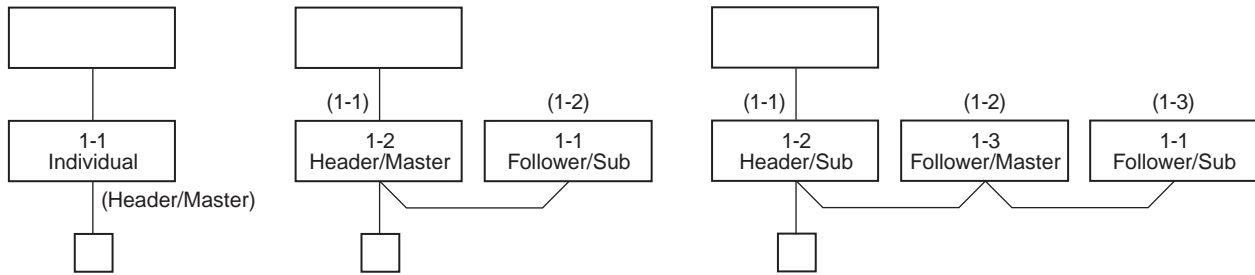 1-1
Individual
(Header/Master)
(1-1)
(1-2)
1-2
Header/Master
1-1
Follower/Sub
(1-1)
(1-2)
(1-3)
1-2
Header/Sub
1-3
Follower/Master
1-1
Follower/Sub